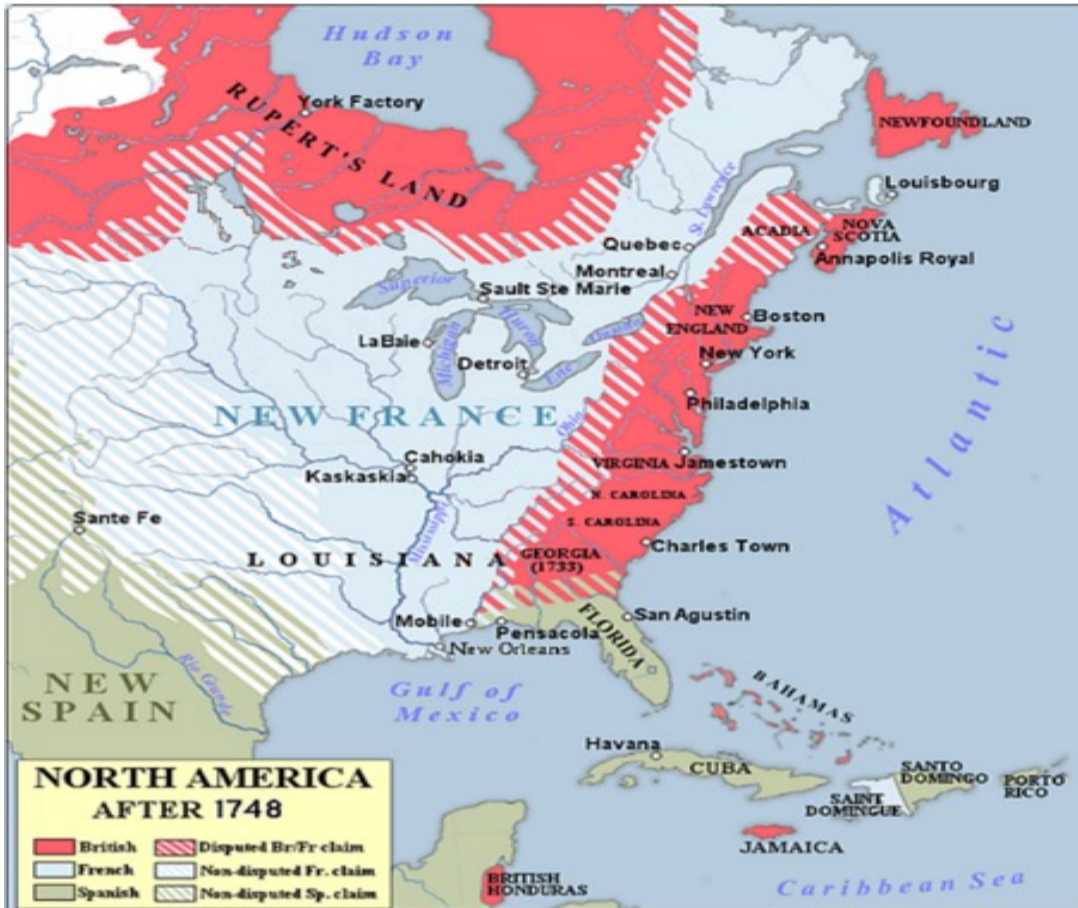 Hudson
Bay
York Factory
RUPERT'S LAND
NEWFOUNDLAND
Louisbourg
St. Lawrence
ACADIA
NOVA
SCOTIA
Quebec
Annapolis Royal
Montreal
Superior
Sault Ste Marie
NEW
ENGLAND
Boston
Huron
Ontario
LaBaie
Michigan
Detroit
Erie
New York
Philadelphia
NEW FRANCE
Ohio
Atlantic
Cahokia
Kaskaskia
VIRGINIA
Jamestown
N. CAROLINA
Mississippi
Sante Fe
S. CAROLINA
Charles Town
LOUISIANA
GEORGIA
(1733)
Mobile
Pensacola
San Agustin
FLORIDA
New Orleans
Rio Grande
NEW
SPAIN
Gulf of
Mexico
BAHAMAS
Havana
CUBA
SANTO
DOMINGO
PORTO
RICO
SAINT
DOMINGUE
JAMAICA
BRITISH
HONDURAS
Caribbean Sea
NORTH AMERICA
AFTER 1748
British
Disputed Br/Fr claim
French
Non-disputed Fr. claim
Spanish
Non-disputed Sp. claim